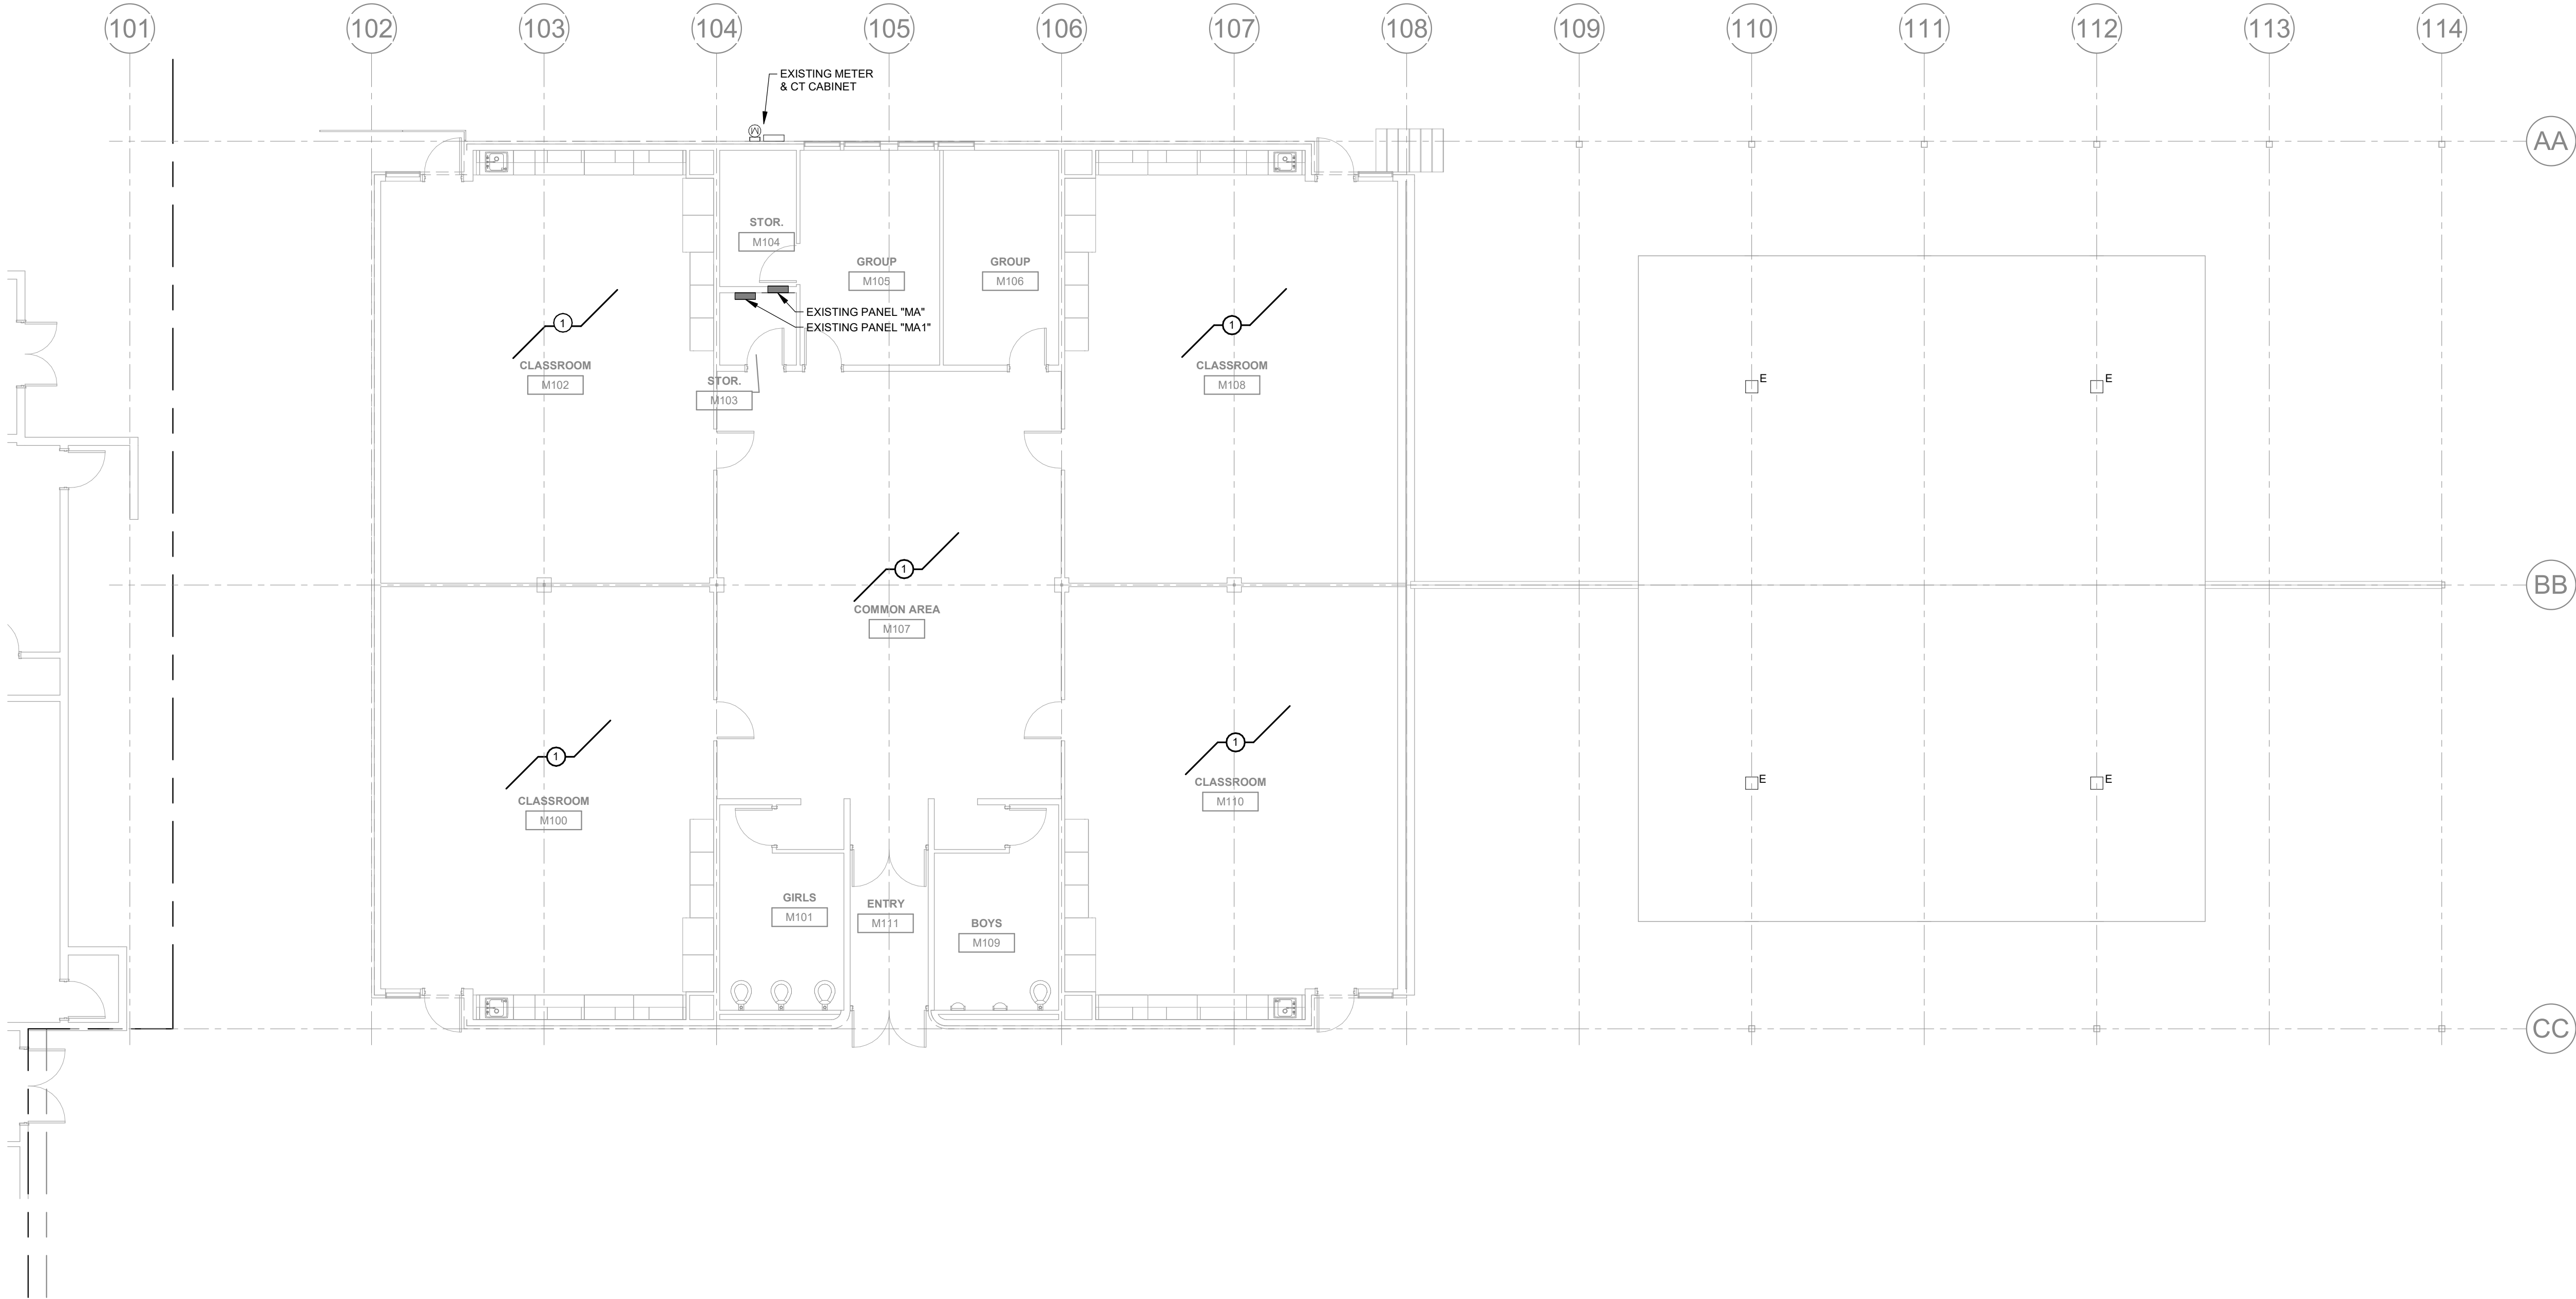 101
102
103
104
105
106
107
108
109
110
111
112
113
114
EXISTING METER
& CT CABINET
M
AA
STOR.
M104
GROUP
M105
GROUP
M106
EXISTING PANEL "MA"
EXISTING PANEL "MA1"
1
CLASSROOM
M102
STOR.
M103
1
CLASSROOM
M108
E
E
1
COMMON AREA
M107
BB
1
CLASSROOM
M100
1
CLASSROOM
M110
E
E
GIRLS
M101
ENTRY
M111
BOYS
M109
CC